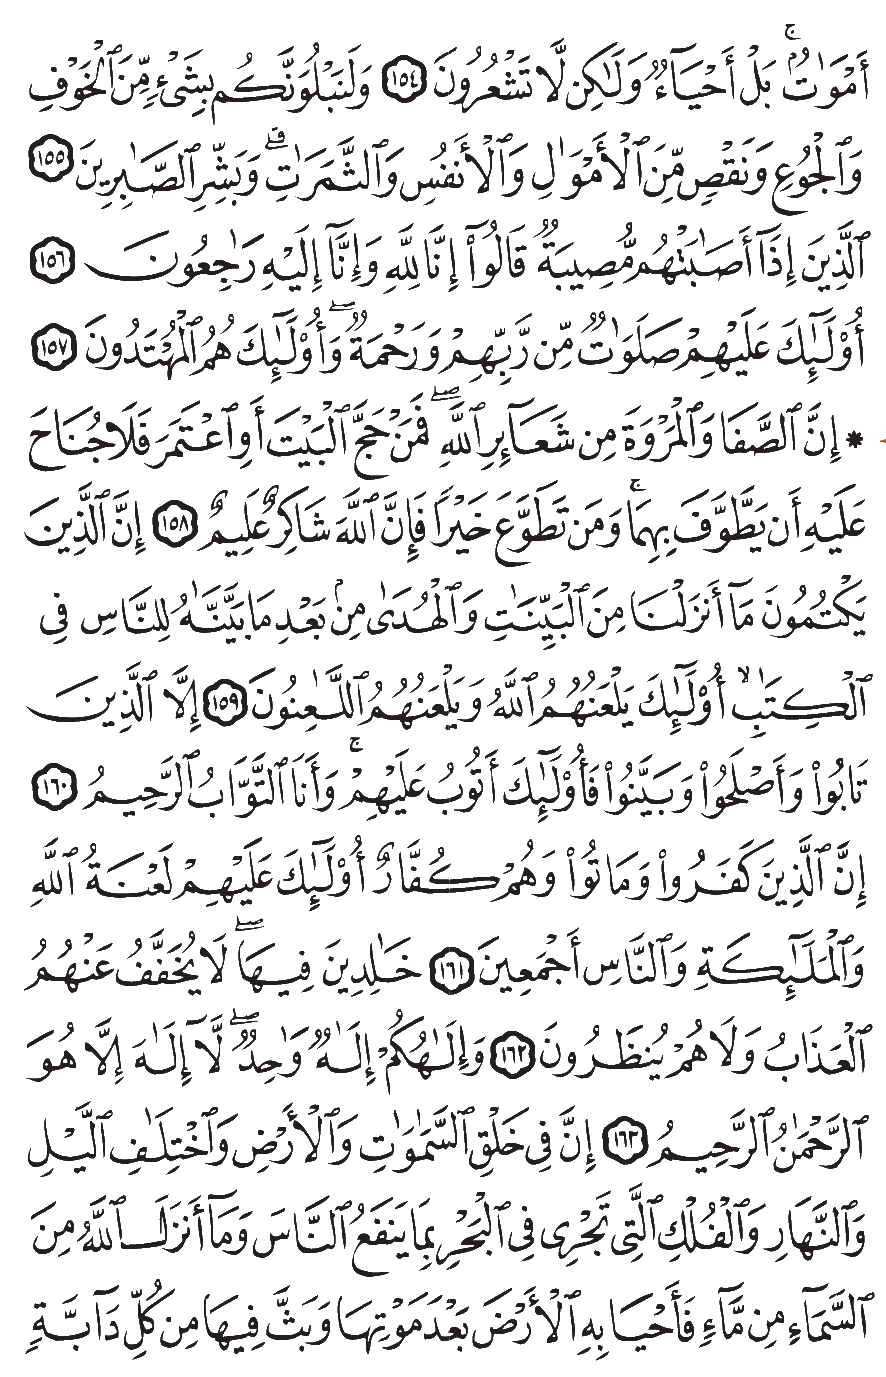 أَمْوَٰتُۢۚ بَلْ أَحْيَآءٌ وَلَٰكِن لَّا تَشْعُرُونَ ١٥٤ وَلَنَبْلُوَنَّكُم بِشَىْءٍ مِّنَ ٱلْخَوْفِ
وَٱلْجُوعِ وَنَقْصٍ مِّنَ ٱلْأَمْوَٰلِ وَٱلْأَنفُسِ وَٱلثَّمَرَٰتِۗ وَبَشِّرِ ٱلصَّٰبِرِينَ ١٥٥
ٱلَّذِينَ إِذَآ أَصَٰبَتْهُم مُّصِيبَةٌ قَالُوٓا۟ إِنَّا لِلَّهِ وَإِنَّآ إِلَيْهِ رَٰجِعُونَ ١٥٦
أُو۟لَٰٓئِكَ عَلَيْهِمْ صَلَوَٰتٌ مِّن رَّبِّهِمْ وَرَحْمَةٌۖ وَأُو۟لَٰٓئِكَ هُمُ ٱلْمُهْتَدُونَ ١٥٧
* إِنَّ ٱلصَّفَا وَٱلْمَرْوَةَ مِن شَعَآئِرِ ٱللَّهِۖ فَمَنْ حَجَّ ٱلْبَيْتَ أَوِ ٱعْتَمَرَ فَلَا جُنَاحَ
عَلَيْهِ أَن يَطَّوَّفَ بِهِمَاۚ وَمَن تَطَوَّعَ خَيْرًا فَإِنَّ ٱللَّهَ شَاكِرٌ عَلِيمٌ ١٥٨ إِنَّ ٱلَّذِينَ
يَكْتُمُونَ مَآ أَنزَلْنَا مِنَ ٱلْبَيِّنَٰتِ وَٱلْهُدَىٰ مِنۢ بَعْدِ مَا بَيَّنَّٰهُ لِلنَّاسِ فِى
ٱلْكِتَٰبِۙ أُو۟لَٰٓئِكَ يَلْعَنُهُمُ ٱللَّهُ وَيَلْعَنُهُمُ ٱللَّٰعِنُونَ ١٥٩ إِلَّا ٱلَّذِينَ
تَابُوا۟ وَأَصْلَحُوا۟ وَبَيَّنُوا۟ فَأُو۟لَٰٓئِكَ أَتُوبُ عَلَيْهِمْۚ وَأَنَا ٱلتَّوَّابُ ٱلرَّحِيمُ ١٦٠
إِنَّ ٱلَّذِينَ كَفَرُوا۟ وَمَاتُوا۟ وَهُمْ كُفَّارٌ أُو۟لَٰٓئِكَ عَلَيْهِمْ لَعْنَةُ ٱللَّهِ
وَٱلْمَلَٰٓئِكَةِ وَٱلنَّاسِ أَجْمَعِينَ ١٦١ خَٰلِدِينَ فِيهَاۖ لَا يُخَفَّفُ عَنْهُمُ
ٱلْعَذَابُ وَلَا هُمْ يُنظَرُونَ ١٦٢ وَإِلَٰهُكُمْ إِلَٰهٌ وَٰحِدٌۖ لَّآ إِلَٰهَ إِلَّا هُوَ
ٱلرَّحْمَٰنُ ٱلرَّحِيمُ ١٦٣ إِنَّ فِى خَلْقِ ٱلسَّمَٰوَٰتِ وَٱلْأَرْضِ وَٱخْتِلَٰفِ ٱلَّيْلِ
وَٱلنَّهَارِ وَٱلْفُلْكِ ٱلَّتِى تَجْرِى فِى ٱلْبَحْرِ بِمَا يَنفَعُ ٱلنَّاسَ وَمَآ أَنزَلَ ٱللَّهُ مِنَ
ٱلسَّمَآءِ مِن مَّآءٍ فَأَحْيَا بِهِ ٱلْأَرْضَ بَعْدَ مَوْتِهَا وَبَثَّ فِيهَا مِن كُلِّ دَآبَّةٍ